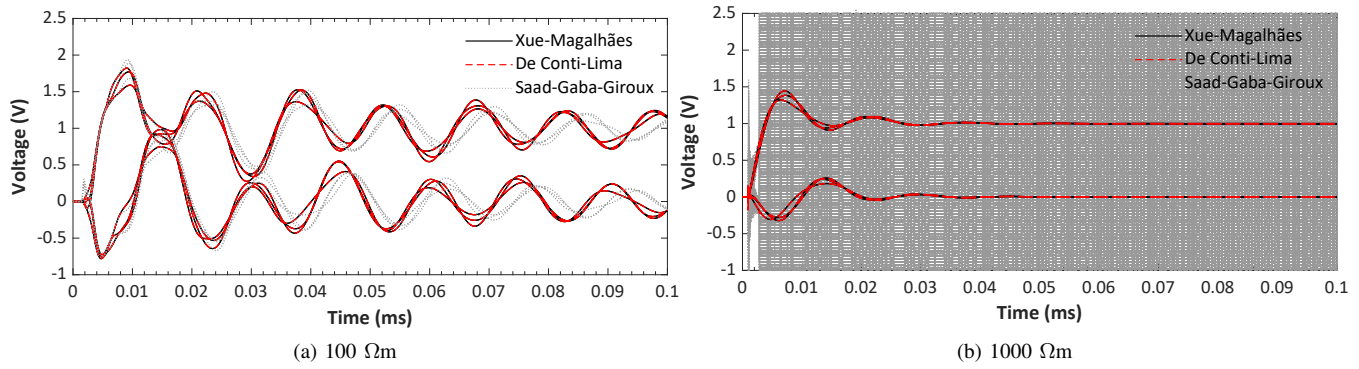 2.5
2
1.5
1
0.5
0
-0.5
-1
Voltage (V)
Xue-Magalhães
De Conti-Lima
Saad-Gaba-Giroux
0 0.01 0.02 0.03 0.04 0.05 0.06 0.07 0.08 0.09 0.1
Time (ms)
(a) 100 Ωm
2.5
2
1.5
1
0.5
0
-0.5
-1
Voltage (V)
Xue-Magalhães
De Conti-Lima
Saad-Gaba-Giroux
0 0.01 0.02 0.03 0.04 0.05 0.06 0.07 0.08 0.09 0.1
Time (ms)
(b) 1000 Ωm